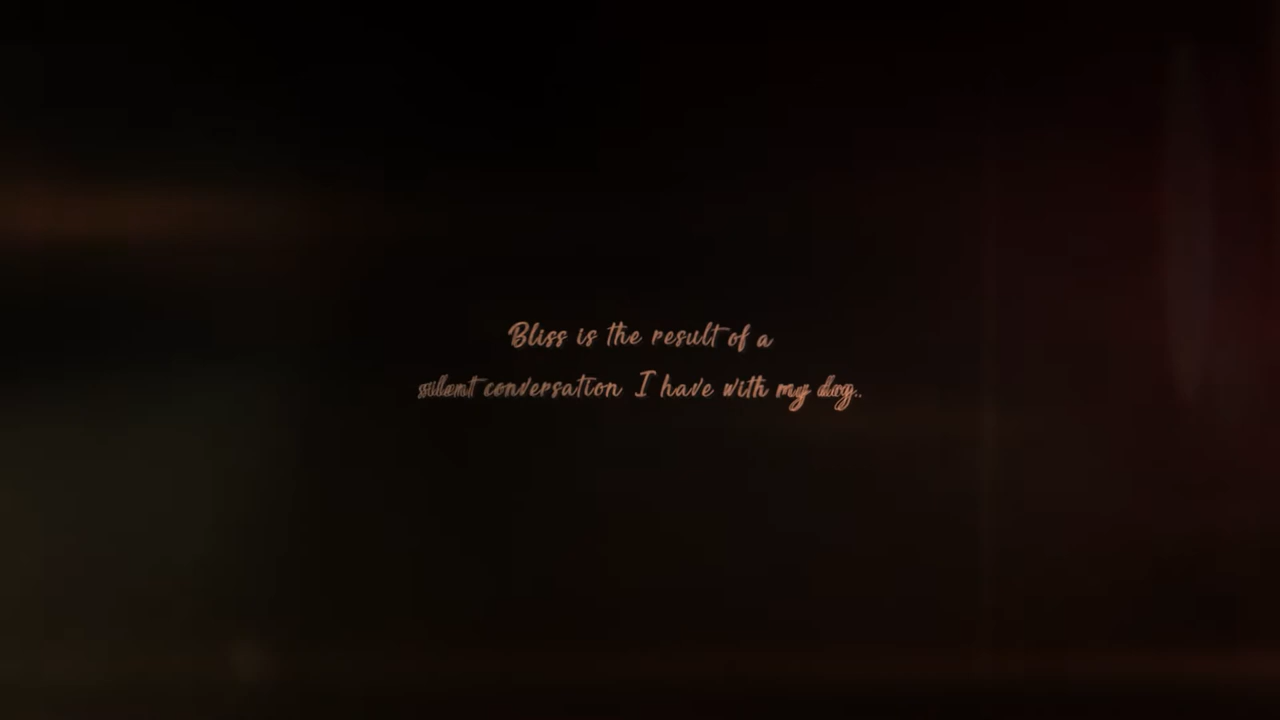 Bliss is the result of a
silent conversation I have with my dog..